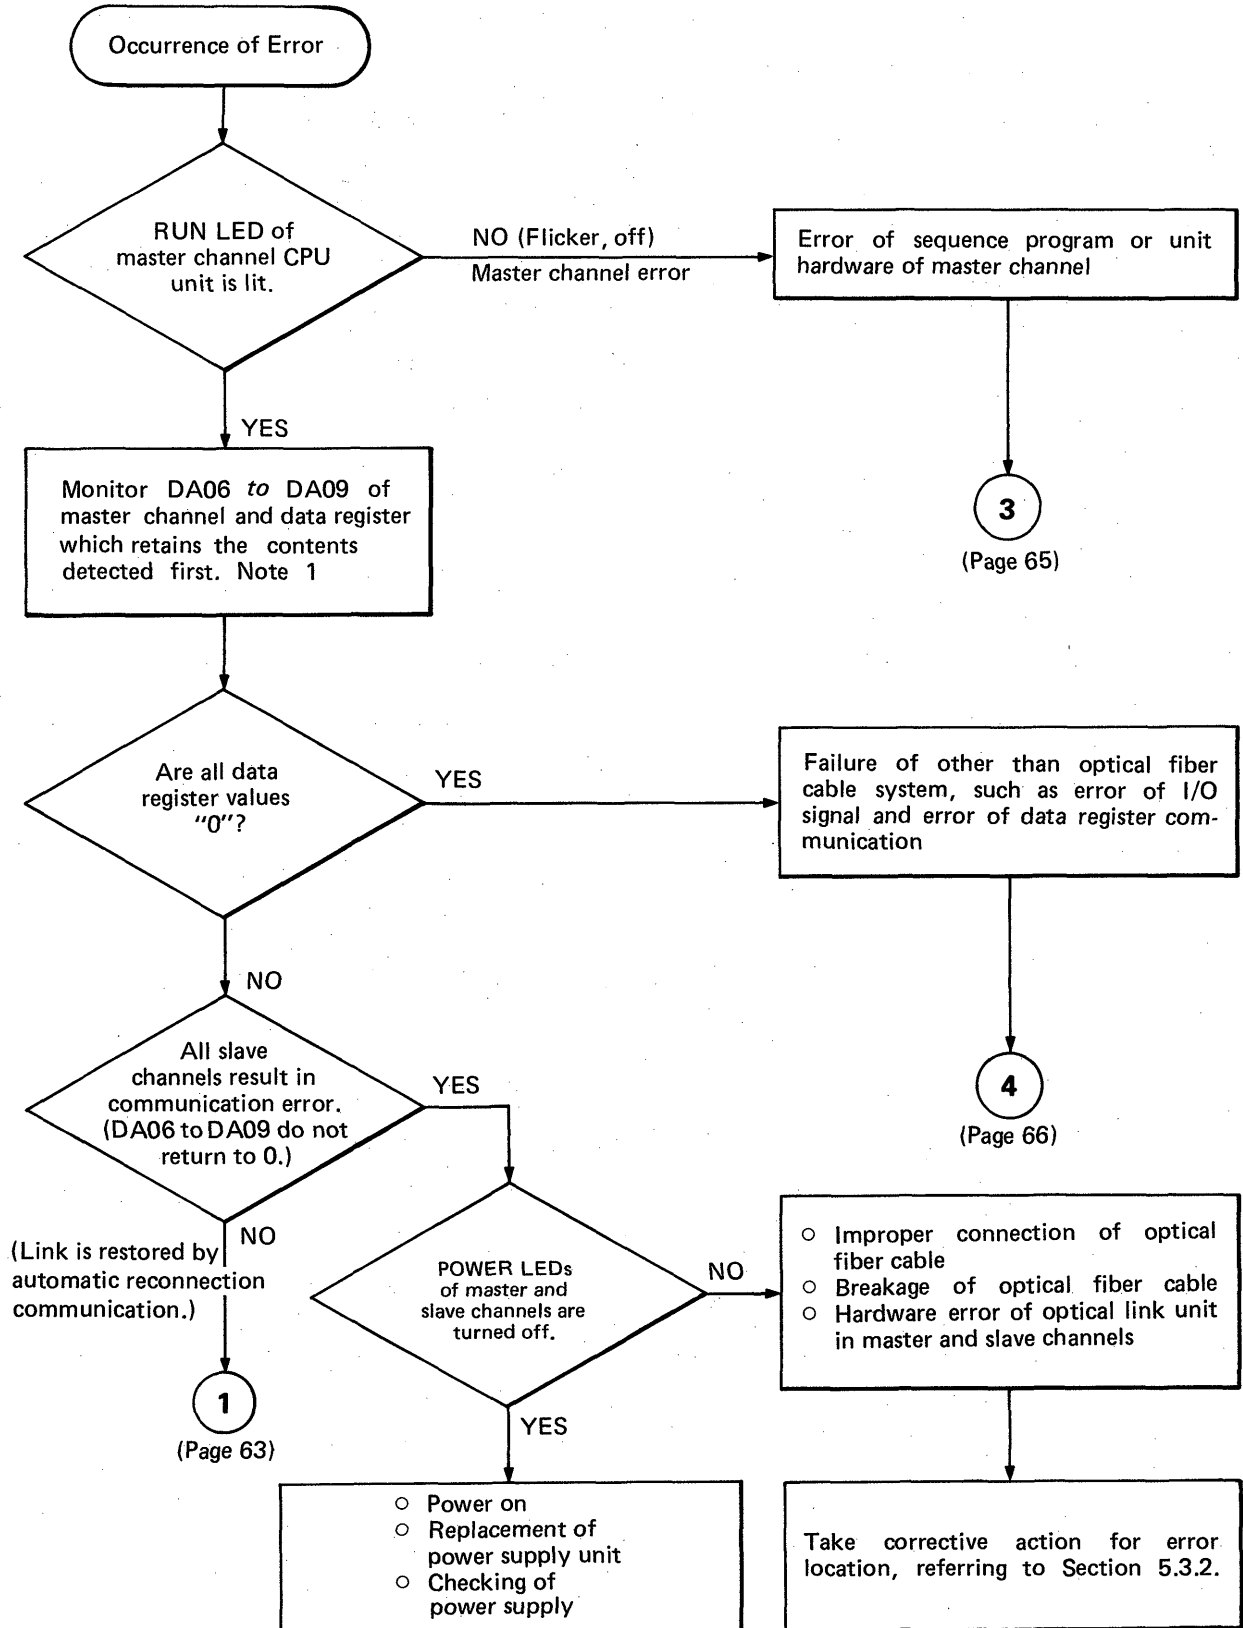 Occurrence of Error
RUN LED of
master channel CPU
unit is lit.
NO (Flicker, off)
Master channel error
Error of sequence program or unit
hardware of master channel
YES
3
(Page 65)
Monitor DA06 to DA09 of
master channel and data register
which retains the contents
detected first. Note 1
Are all data
register values
"0"?
YES
Failure of other than optical fiber
cable system, such as error of I/O
signal and error of data register com-
munication
NO
4
(Page 66)
All slave
channels result in
communication error.
(DA06 to DA09 do not
return to 0.)
YES
NO
(Link is restored by
automatic reconnection
communication.)
1
(Page 63)
POWER LEDs
of master and
slave channels are
turned off.
NO
○ Improper connection of optical
fiber cable
○ Breakage of optical fiber cable
○ Hardware error of optical link unit
in master and slave channels
YES
○ Power on
○ Replacement of
power supply unit
○ Checking of
power supply
Take corrective action for error
location, referring to Section 5.3.2.